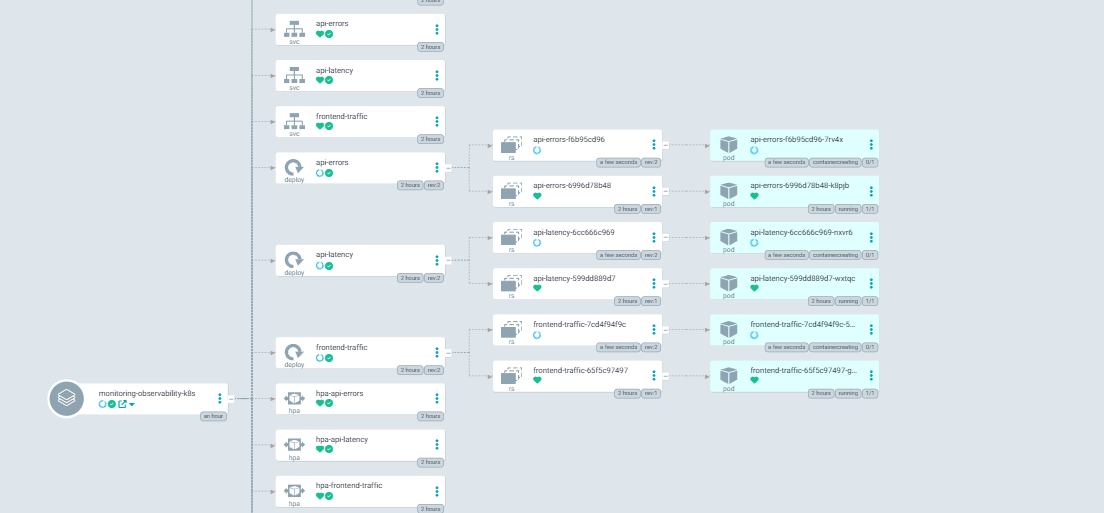 2 hours
api-errors
svc
2 hours
api-latency
svc
2 hours
frontend-traffic
svc
2 hours
api-errors
deploy
2 hours rev:2
api-errors-f6b95cd96
rs
a few seconds rev:2
api-errors-f6b95cd96-7rv4x
pod
a few seconds containercreating 0/1
api-errors-6996d78b48
rs
2 hours rev:1
api-errors-6996d78b48-k8pjb
pod
2 hours running 1/1
api-latency
deploy
2 hours rev:2
api-latency-6cc666c969
rs
a few seconds rev:2
api-latency-6cc666c969-nxvr6
pod
a few seconds containercreating 0/1
api-latency-599dd889d7
rs
2 hours rev:1
api-latency-599dd889d7-wxtqc
pod
2 hours running 1/1
frontend-traffic
deploy
2 hours rev:2
frontend-traffic-7cd4f94f9c
rs
a few seconds rev:2
frontend-traffic-7cd4f94f9c-5...
pod
a few seconds containercreating 0/1
frontend-traffic-65f5c97497
rs
2 hours rev:1
frontend-traffic-65f5c97497-g...
pod
2 hours running 1/1
monitoring-observability-k8s
an hour
hpa-api-errors
hpa
2 hours
hpa-api-latency
hpa
2 hours
hpa-frontend-traffic
hpa
2 hours